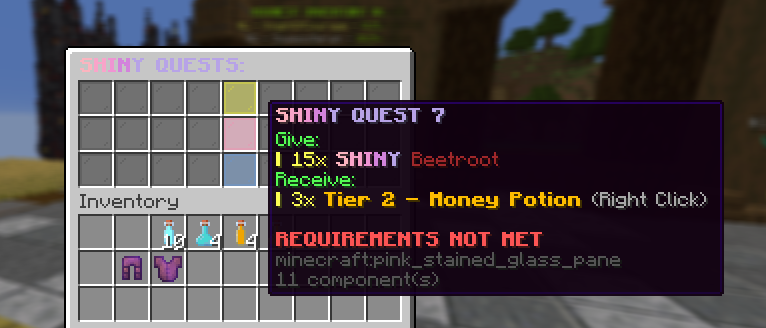 SHINY QUESTS:
SHINY QUEST 7
Give:
| 15x SHINY Beetroot
Receive:
| 3x Tier 2 - Money Potion (Right Click)
REQUIREMENTS NOT MET
minecraft:pink_stained_glass_pane
11 component(s)
Inventory
10 4 4